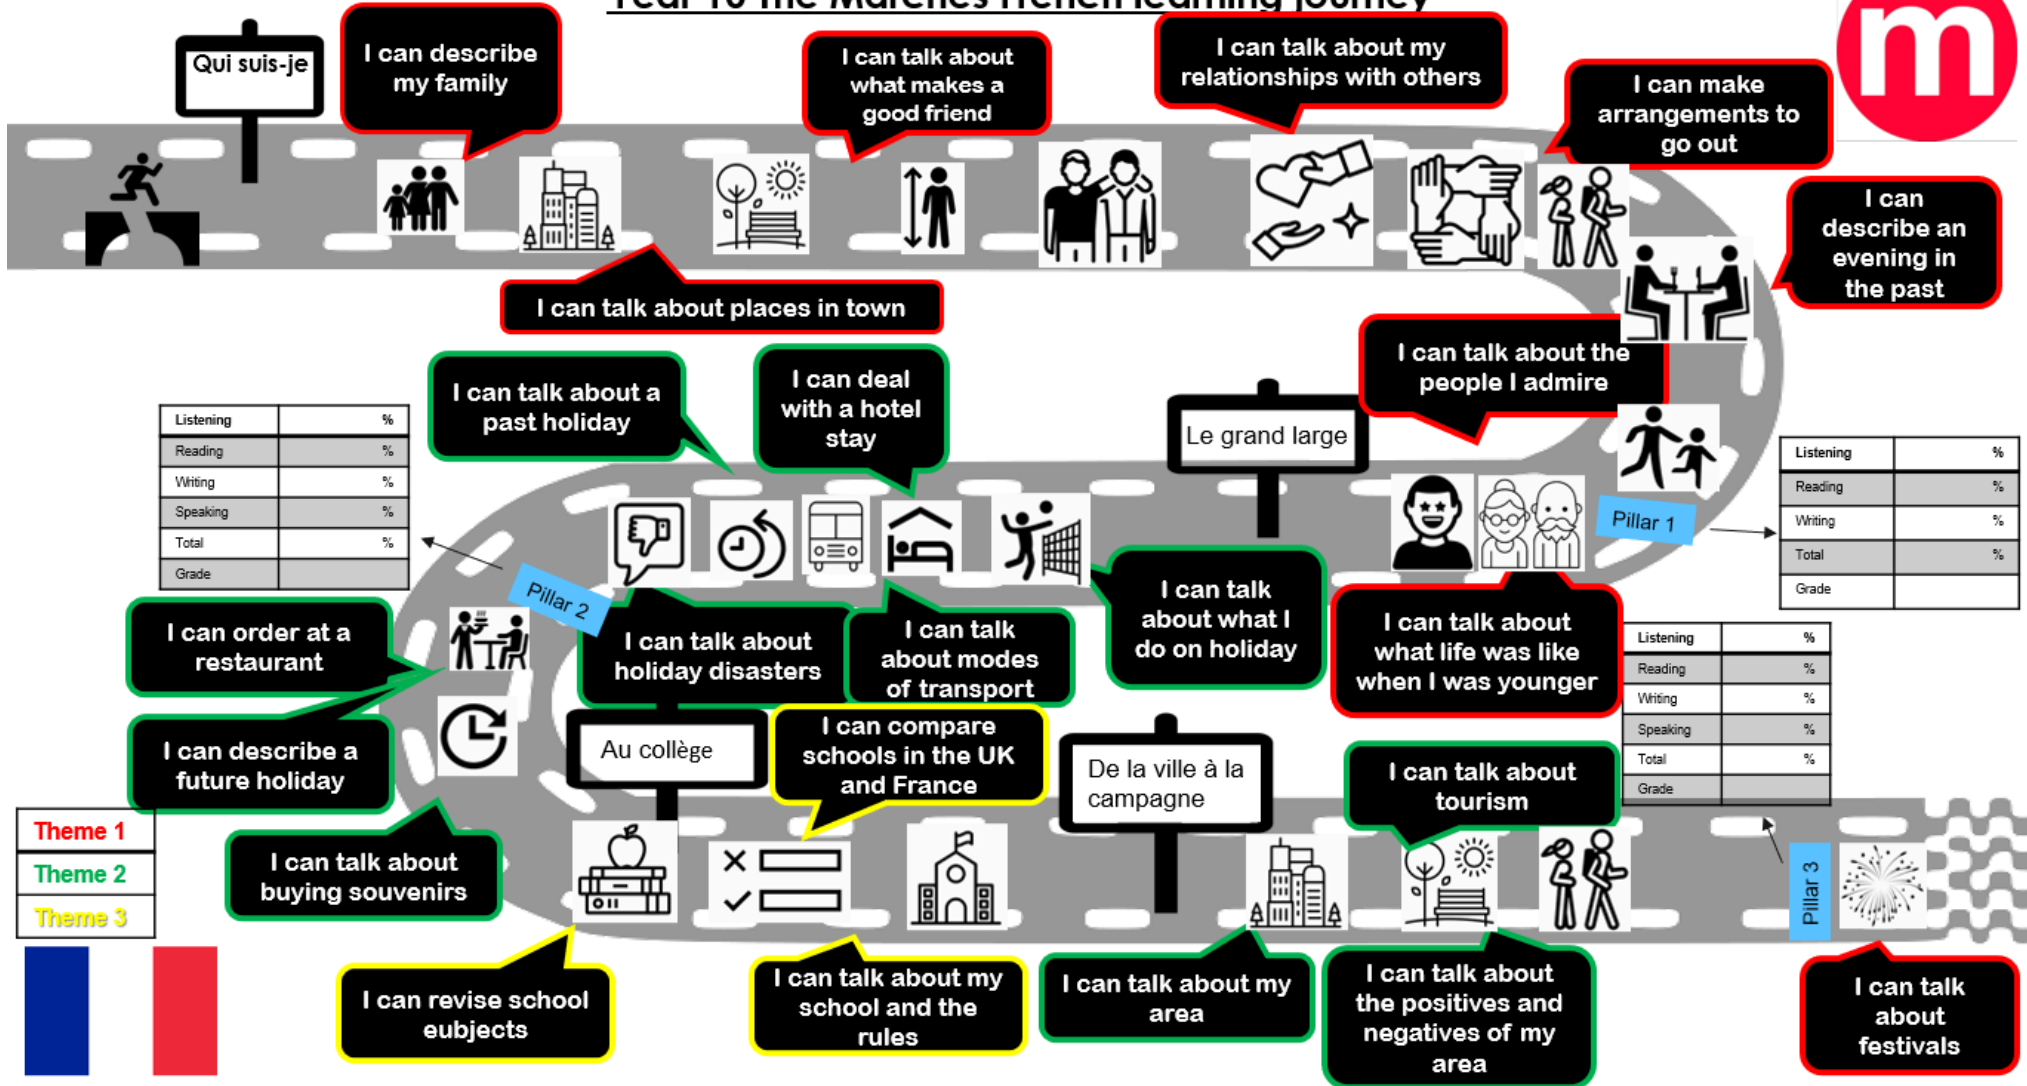 Year 10 The Marches French learning journey
m
Qui suis-je
I can describe
my family
I can talk about
what makes a
good friend
I can talk about my
relationships with others
I can make
arrangements to
go out
I can
describe an
evening in
the past
I can talk about places in town
I can talk about the
people I admire
I can talk about a
past holiday
I can deal
with a hotel
stay
Le grand large
Listening %
Reading %
Writing %
Speaking %
Total %
Grade
Listening %
Reading %
Writing %
Total %
Grade
Pillar 1
Pillar 2
I can order at a
restaurant
I can talk about
holiday disasters
I can talk
about modes
of transport
I can talk
about what I
do on holiday
I can talk about
what life was like
when I was younger
Listening %
Reading %
Writing %
Speaking %
Total %
Grade
I can describe a
future holiday
Au collège
I can compare
schools in the UK
and France
De la ville à la
campagne
I can talk about
tourism
Theme 1
Theme 2
Theme 3
I can talk about
buying souvenirs
Pillar 3
I can revise school
eubjects
I can talk about my
school and the
rules
I can talk about my
area
I can talk about
the positives and
negatives of my
area
I can talk
about
festivals